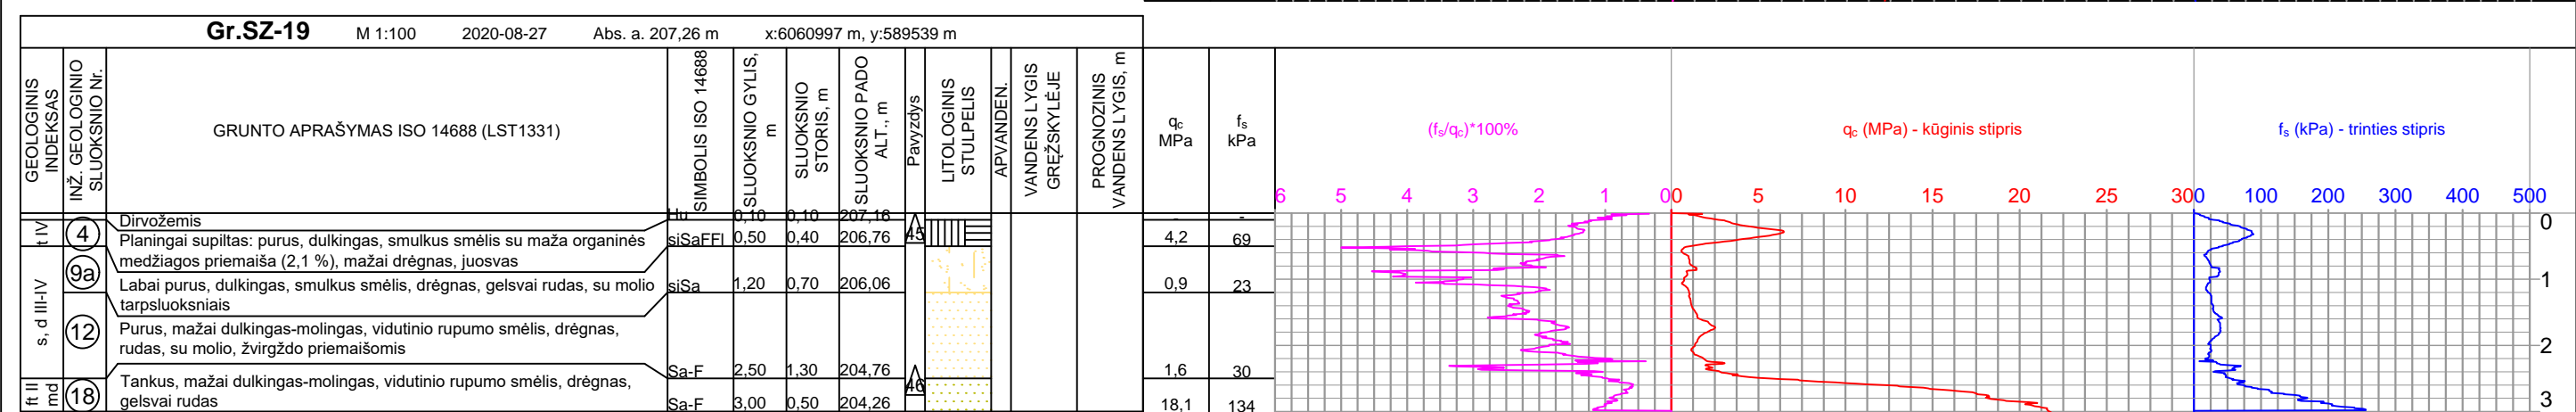 Gr.SZ-19 M 1:100 2020-08-27 Abs. a. 207,26 m x:6060997 m, y:589539 m
GEOLOGINIS
INDEKSAS
INŽ. GEOLOGINIO
SLUOKSNIO Nr.
GRUNTO APRAŠYMAS ISO 14688 (LST1331)
SIMBOLIS ISO 14688
SLUOKSNIO GYLIS,
m
SLUOKSNIO
STORIS, m
SLUOKSNIO PADO
ALT., m
Pavyzdys
LITOLOGINIS
STULPELIS
APVANDEN.
VANDENS LYGIS
GRĘŽSKYLĖJE
PROGNOZINIS
VANDENS LYGIS, m
qc
MPa
fs
kPa
(fs/qc)*100%
qc (MPa) - kūginis stipris
fs (kPa) - trinties stipris
6 5 4 3 2 1 0
0 5 10 15 20 25 30
0 100 200 300 400 500
Dirvožemis
Hu 0,10 0,10 207,16 - -
0
t IV
4
Planingai supiltas: purus, dulkingas, smulkus smėlis su maža organinės
medžiagos priemaiša (2,1 %), mažai drėgnas, juosvas
siSaFFI 0,50 0,40 206,76 45 4,2 69
s, d III-IV
9a
Labai purus, dulkingas, smulkus smėlis, drėgnas, gelsvai rudas, su molio
tarpsluoksniais
siSa 1,20 0,70 206,06 0,9 23
1
12
Purus, mažai dulkingas-molingas, vidutinio rupumo smėlis, drėgnas,
rudas, su molio, žvirgždo priemaišomis
Sa-F 2,50 1,30 204,76 1,6 30
2
ft II
md
18
Tankus, mažai dulkingas-molingas, vidutinio rupumo smėlis, drėgnas,
gelsvai rudas
Sa-F 3,00 0,50 204,26 46 18,1 134
3